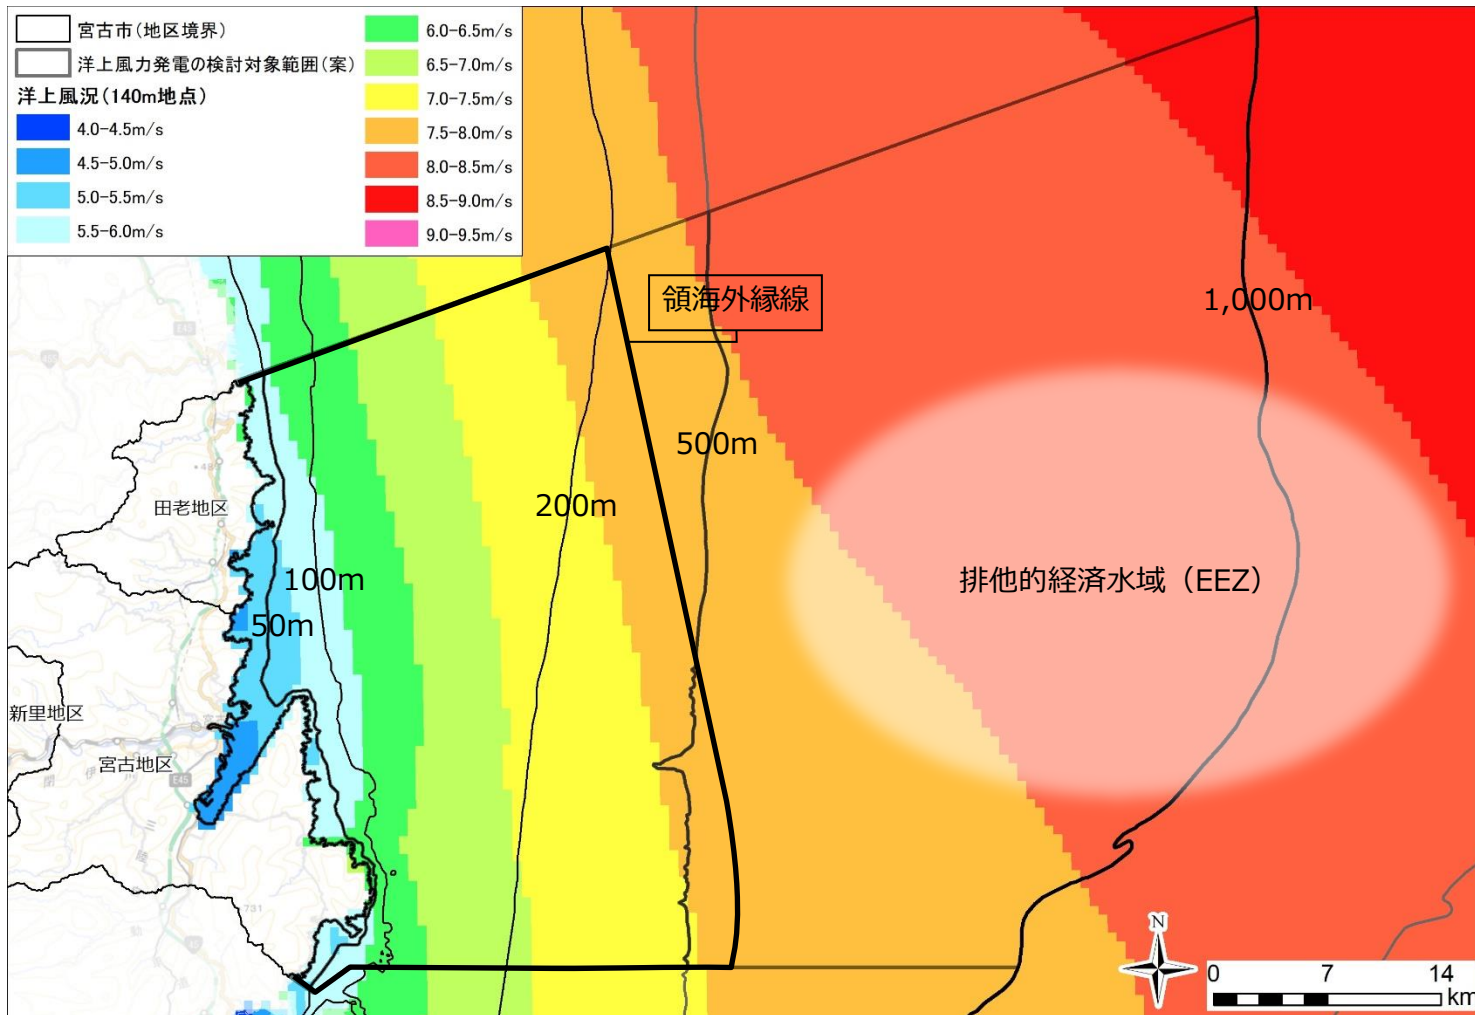 宮古市(地区境界)
洋上風力発電の検討対象範囲(案)
洋上風況(140m地点)
4.0-4.5m/s
4.5-5.0m/s
5.0-5.5m/s
5.5-6.0m/s
6.0-6.5m/s
6.5-7.0m/s
7.0-7.5m/s
7.5-8.0m/s
8.0-8.5m/s
8.5-9.0m/s
9.0-9.5m/s
領海外縁線
1,000m
500m
200m
100m
50m
排他的経済水域（EEZ）
田老地区
新里地区
宮古地区
E45
E45
731
N
0 7 14
km